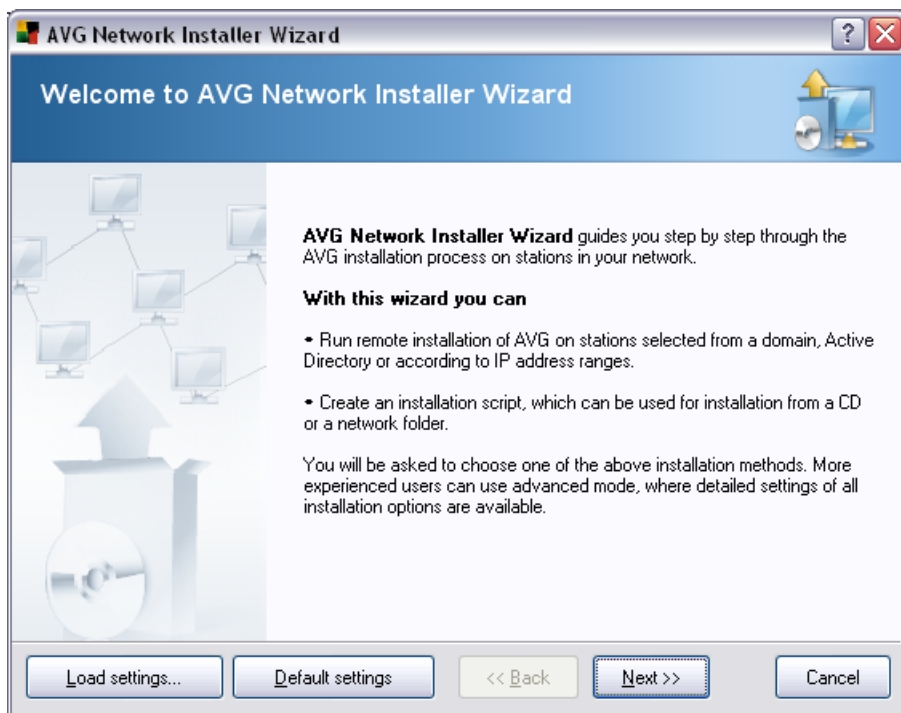 AVG Network Installer Wizard
?
Welcome to AVG Network Installer Wizard
AVG Network Installer Wizard guides you step by step through the
AVG installation process on stations in your network.
With this wizard you can
• Run remote installation of AVG on stations selected from a domain, Active
Directory or according to IP address ranges.
• Create an installation script, which can be used for installation from a CD
or a network folder.
You will be asked to choose one of the above installation methods. More
experienced users can use advanced mode, where detailed settings of all
installation options are available.
Load settings...
Default settings
<< Back
Next >>
Cancel